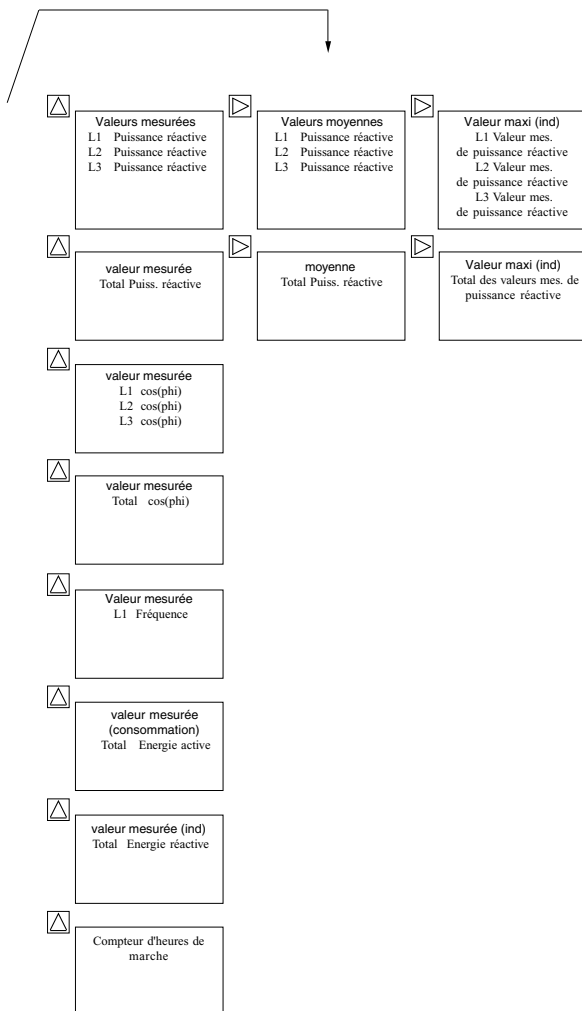 Valeurs mesurées
L1 Puissance réactive
L2 Puissance réactive
L3 Puissance réactive
Valeurs moyennes
L1 Puissance réactive
L2 Puissance réactive
L3 Puissance réactive
Valeur maxi (ind)
L1 Valeur mes.
de puissance réactive
L2 Valeur mes.
de puissance réactive
L3 Valeur mes.
de puissance réactive
valeur mesurée
Total Puiss. réactive
moyenne
Total Puiss. réactive
Valeur maxi (ind)
Total des valeurs mes. de
puissance réactive
valeur mesurée
L1 cos(phi)
L2 cos(phi)
L3 cos(phi)
valeur mesurée
Total cos(phi)
Valeur mesurée
L1 Fréquence
valeur mesurée
(consommation)
Total Energie active
valeur mesurée (ind)
Total Energie réactive
Compteur d'heures de
marche